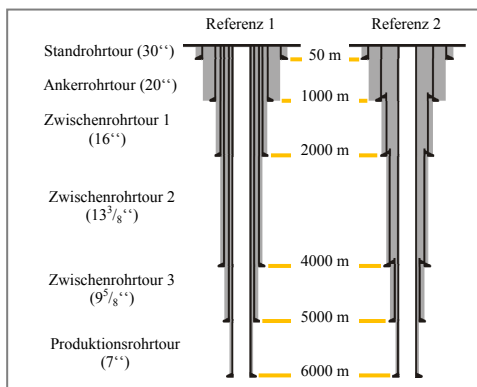 Referenz 1
Referenz 2
Standrohrtour (30‘‘)
50 m
Ankerrohrtour (20‘‘)
1000 m
Zwischenrohrtour 1
(16‘‘)
2000 m
Zwischenrohrtour 2
(13³/₈‘‘)
4000 m
Zwischenrohrtour 3
(9⁵/₈‘‘)
5000 m
Produktionsrohrtour
(7‘‘)
6000 m